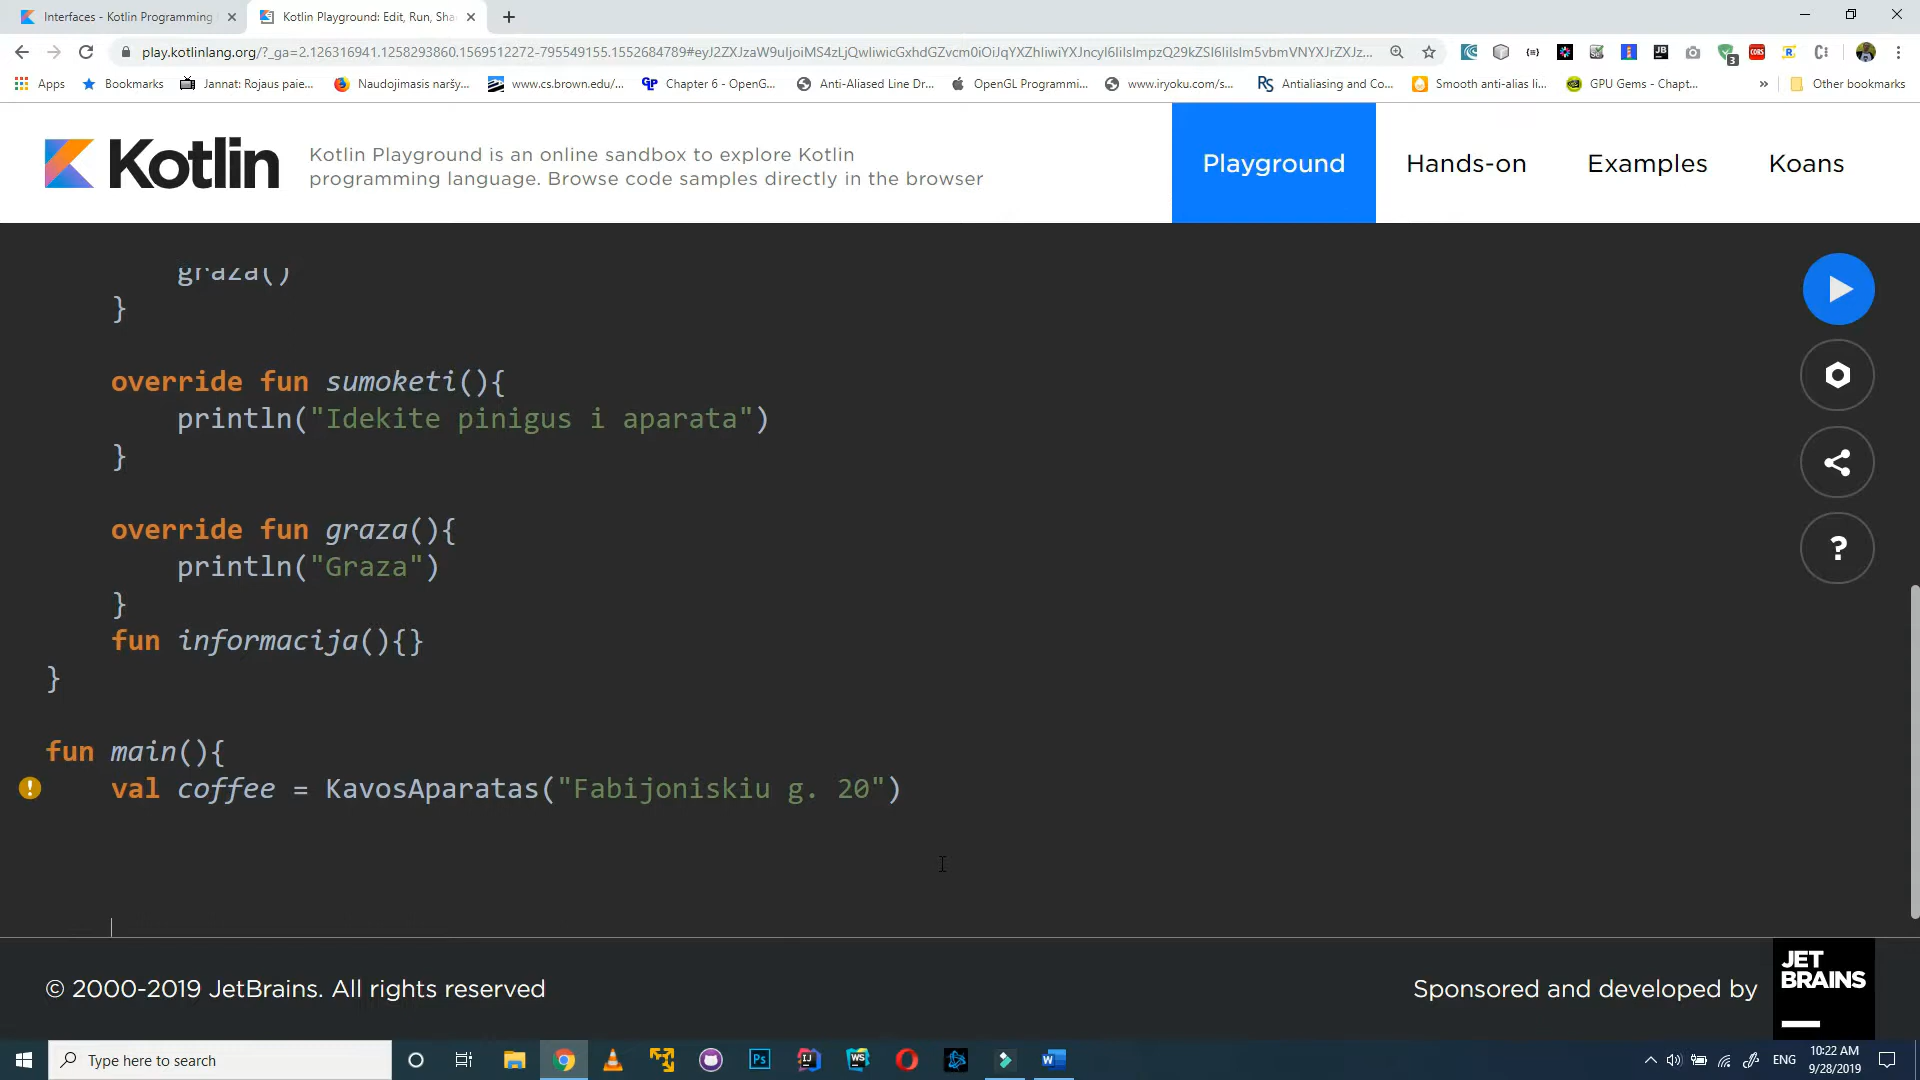 Interfaces - Kotlin Programming
Kotlin Playground: Edit, Run, Sha
play.kotlinlang.org/?_ga=2.126316941.1258293860.1569512272-795549155.1552684789#
Apps
Bookmarks
Jannat: Rojaus paie...
Naudojimasis naršy...
www.cs.brown.edu/...
Chapter 6 - OpenG...
Anti-Aliased Line Dr...
OpenGL Programmi...
www.iryoku.com/s...
Antialiasing and Co...
Smooth anti-alias li...
GPU Gems - Chapt...
»
Other bookmarks
Kotlin
Kotlin Playground is an online sandbox to explore Kotlin
programming language. Browse code samples directly in the browser
Playground
Hands-on
Examples
Koans
graza()
}
override fun sumoketi(){
println("Idekite pinigus i aparata")
}
override fun graza(){
println("Graza")
}
fun informacija(){}
}
fun main(){
val coffee = KavosAparatas("Fabijoniskiu g. 20")
?
© 2000-2019 JetBrains. All rights reserved
Sponsored and developed by
JET
BRAINS
Type here to search
ENG
10:22 AM
9/28/2019